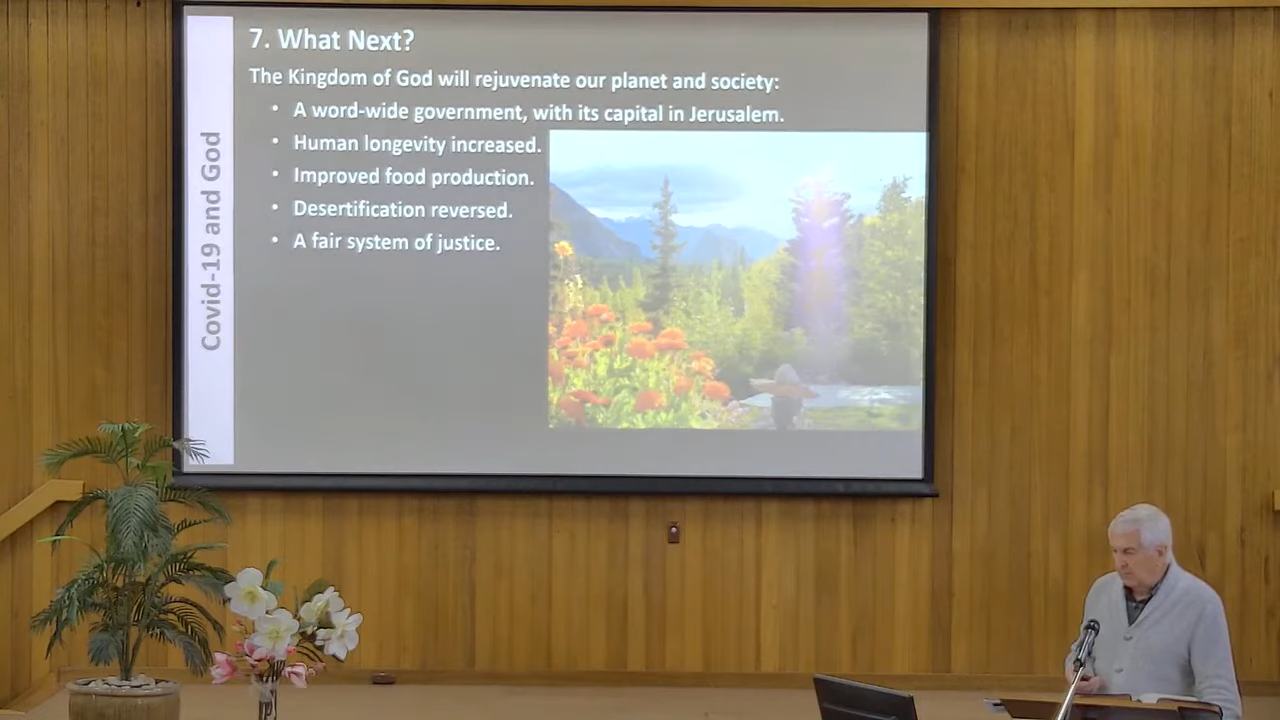 7. What Next?
The Kingdom of God will rejuvenate our planet and society:
• A word-wide government, with its capital in Jerusalem.
• Human longevity increased.
• Improved food production.
• Desertification reversed.
• A fair system of justice.
Covid-19 and God